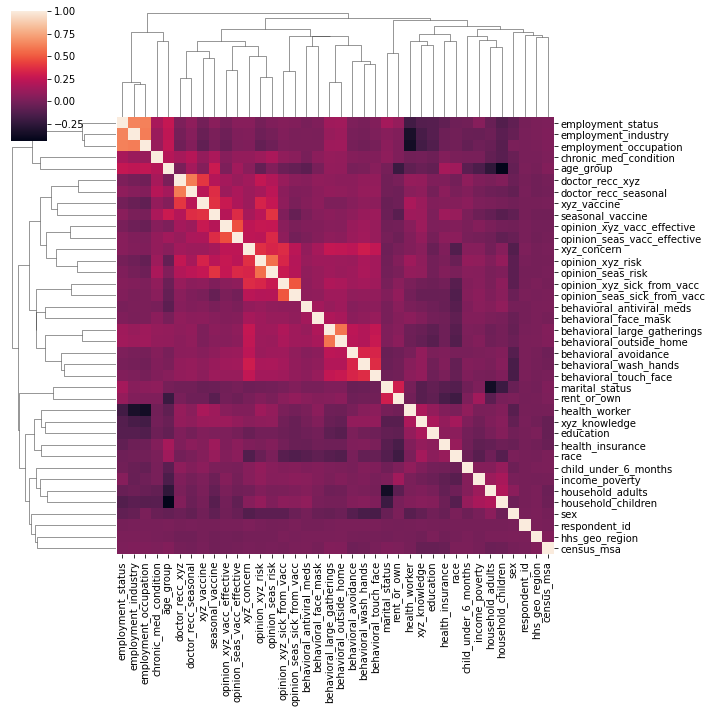 1.00
0.75
0.50
0.25
0.00
−0.25
employment_status
employment_industry
employment_occupation
chronic_med_condition
age_group
doctor_recc_xyz
doctor_recc_seasonal
xyz_vaccine
seasonal_vaccine
opinion_xyz_vacc_effective
opinion_seas_vacc_effective
xyz_concern
opinion_xyz_risk
opinion_seas_risk
opinion_xyz_sick_from_vacc
opinion_seas_sick_from_vacc
behavioral_antiviral_meds
behavioral_face_mask
behavioral_large_gatherings
behavioral_outside_home
behavioral_avoidance
behavioral_wash_hands
behavioral_touch_face
marital_status
rent_or_own
health_worker
xyz_knowledge
education
health_insurance
race
child_under_6_months
income_poverty
household_adults
household_children
sex
respondent_id
hhs_geo_region
census_msa
employment_status
employment_industry
employment_occupation
chronic_med_condition
age_group
doctor_recc_xyz
doctor_recc_seasonal
xyz_vaccine
seasonal_vaccine
opinion_xyz_vacc_effective
opinion_seas_vacc_effective
xyz_concern
opinion_xyz_risk
opinion_seas_risk
opinion_xyz_sick_from_vacc
opinion_seas_sick_from_vacc
behavioral_antiviral_meds
behavioral_face_mask
behavioral_large_gatherings
behavioral_outside_home
behavioral_avoidance
behavioral_wash_hands
behavioral_touch_face
marital_status
rent_or_own
health_worker
xyz_knowledge
education
health_insurance
race
child_under_6_months
income_poverty
household_adults
household_children
sex
respondent_id
hhs_geo_region
census_msa